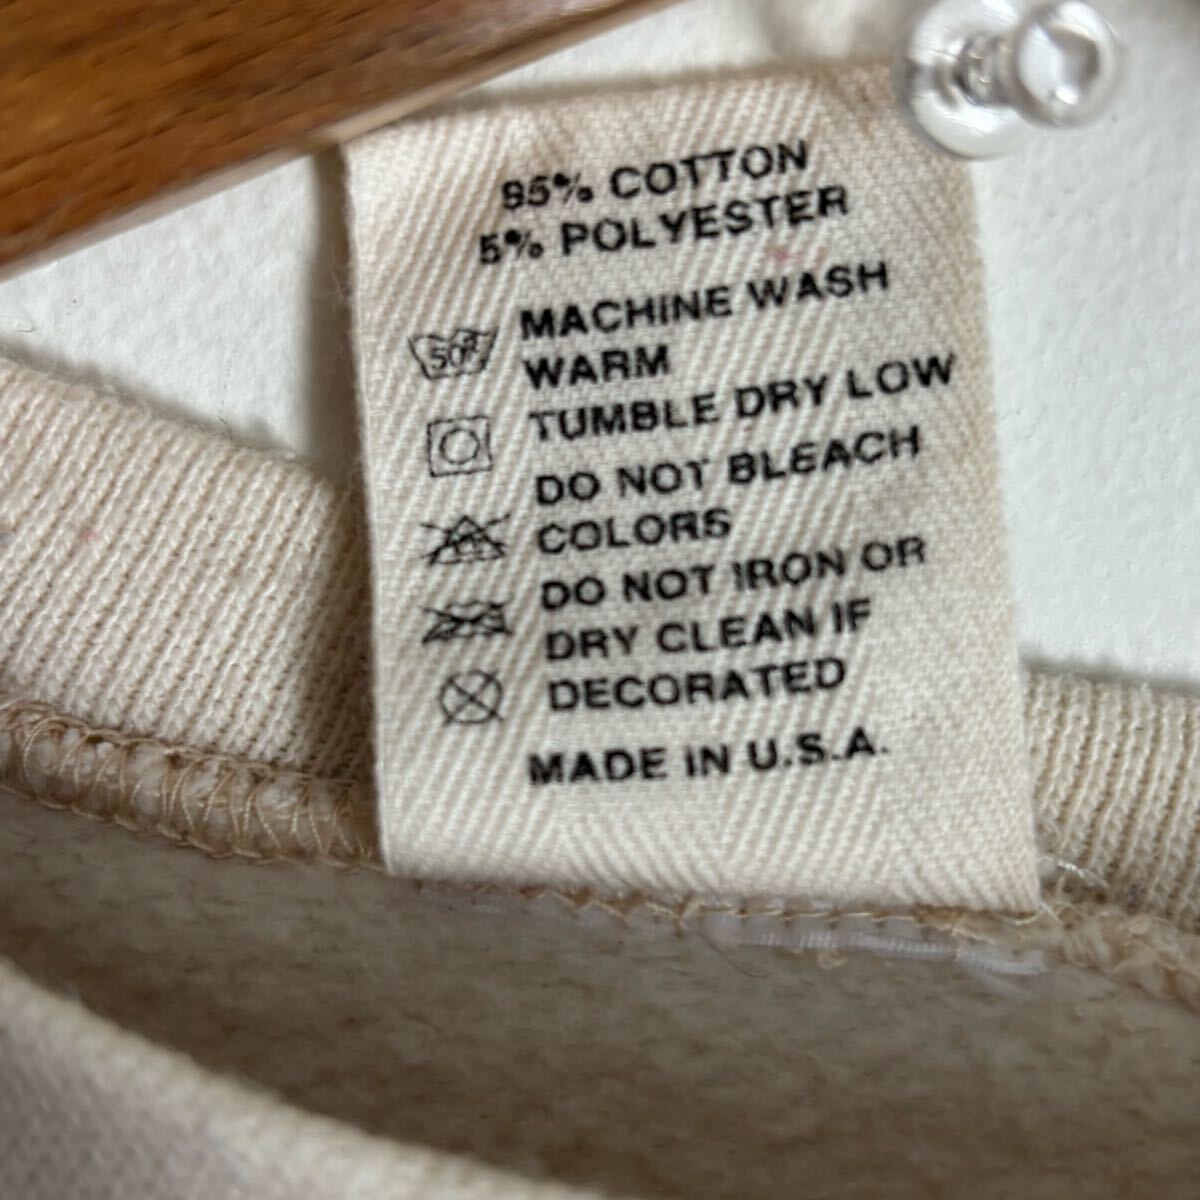 95% COTTON
5% POLYESTER
MACHINE WASH
WARM
TUMBLE DRY LOW
DO NOT BLEACH
COLORS
DO NOT IRON OR
DRY CLEAN IF
DECORATED
MADE IN U.S.A.